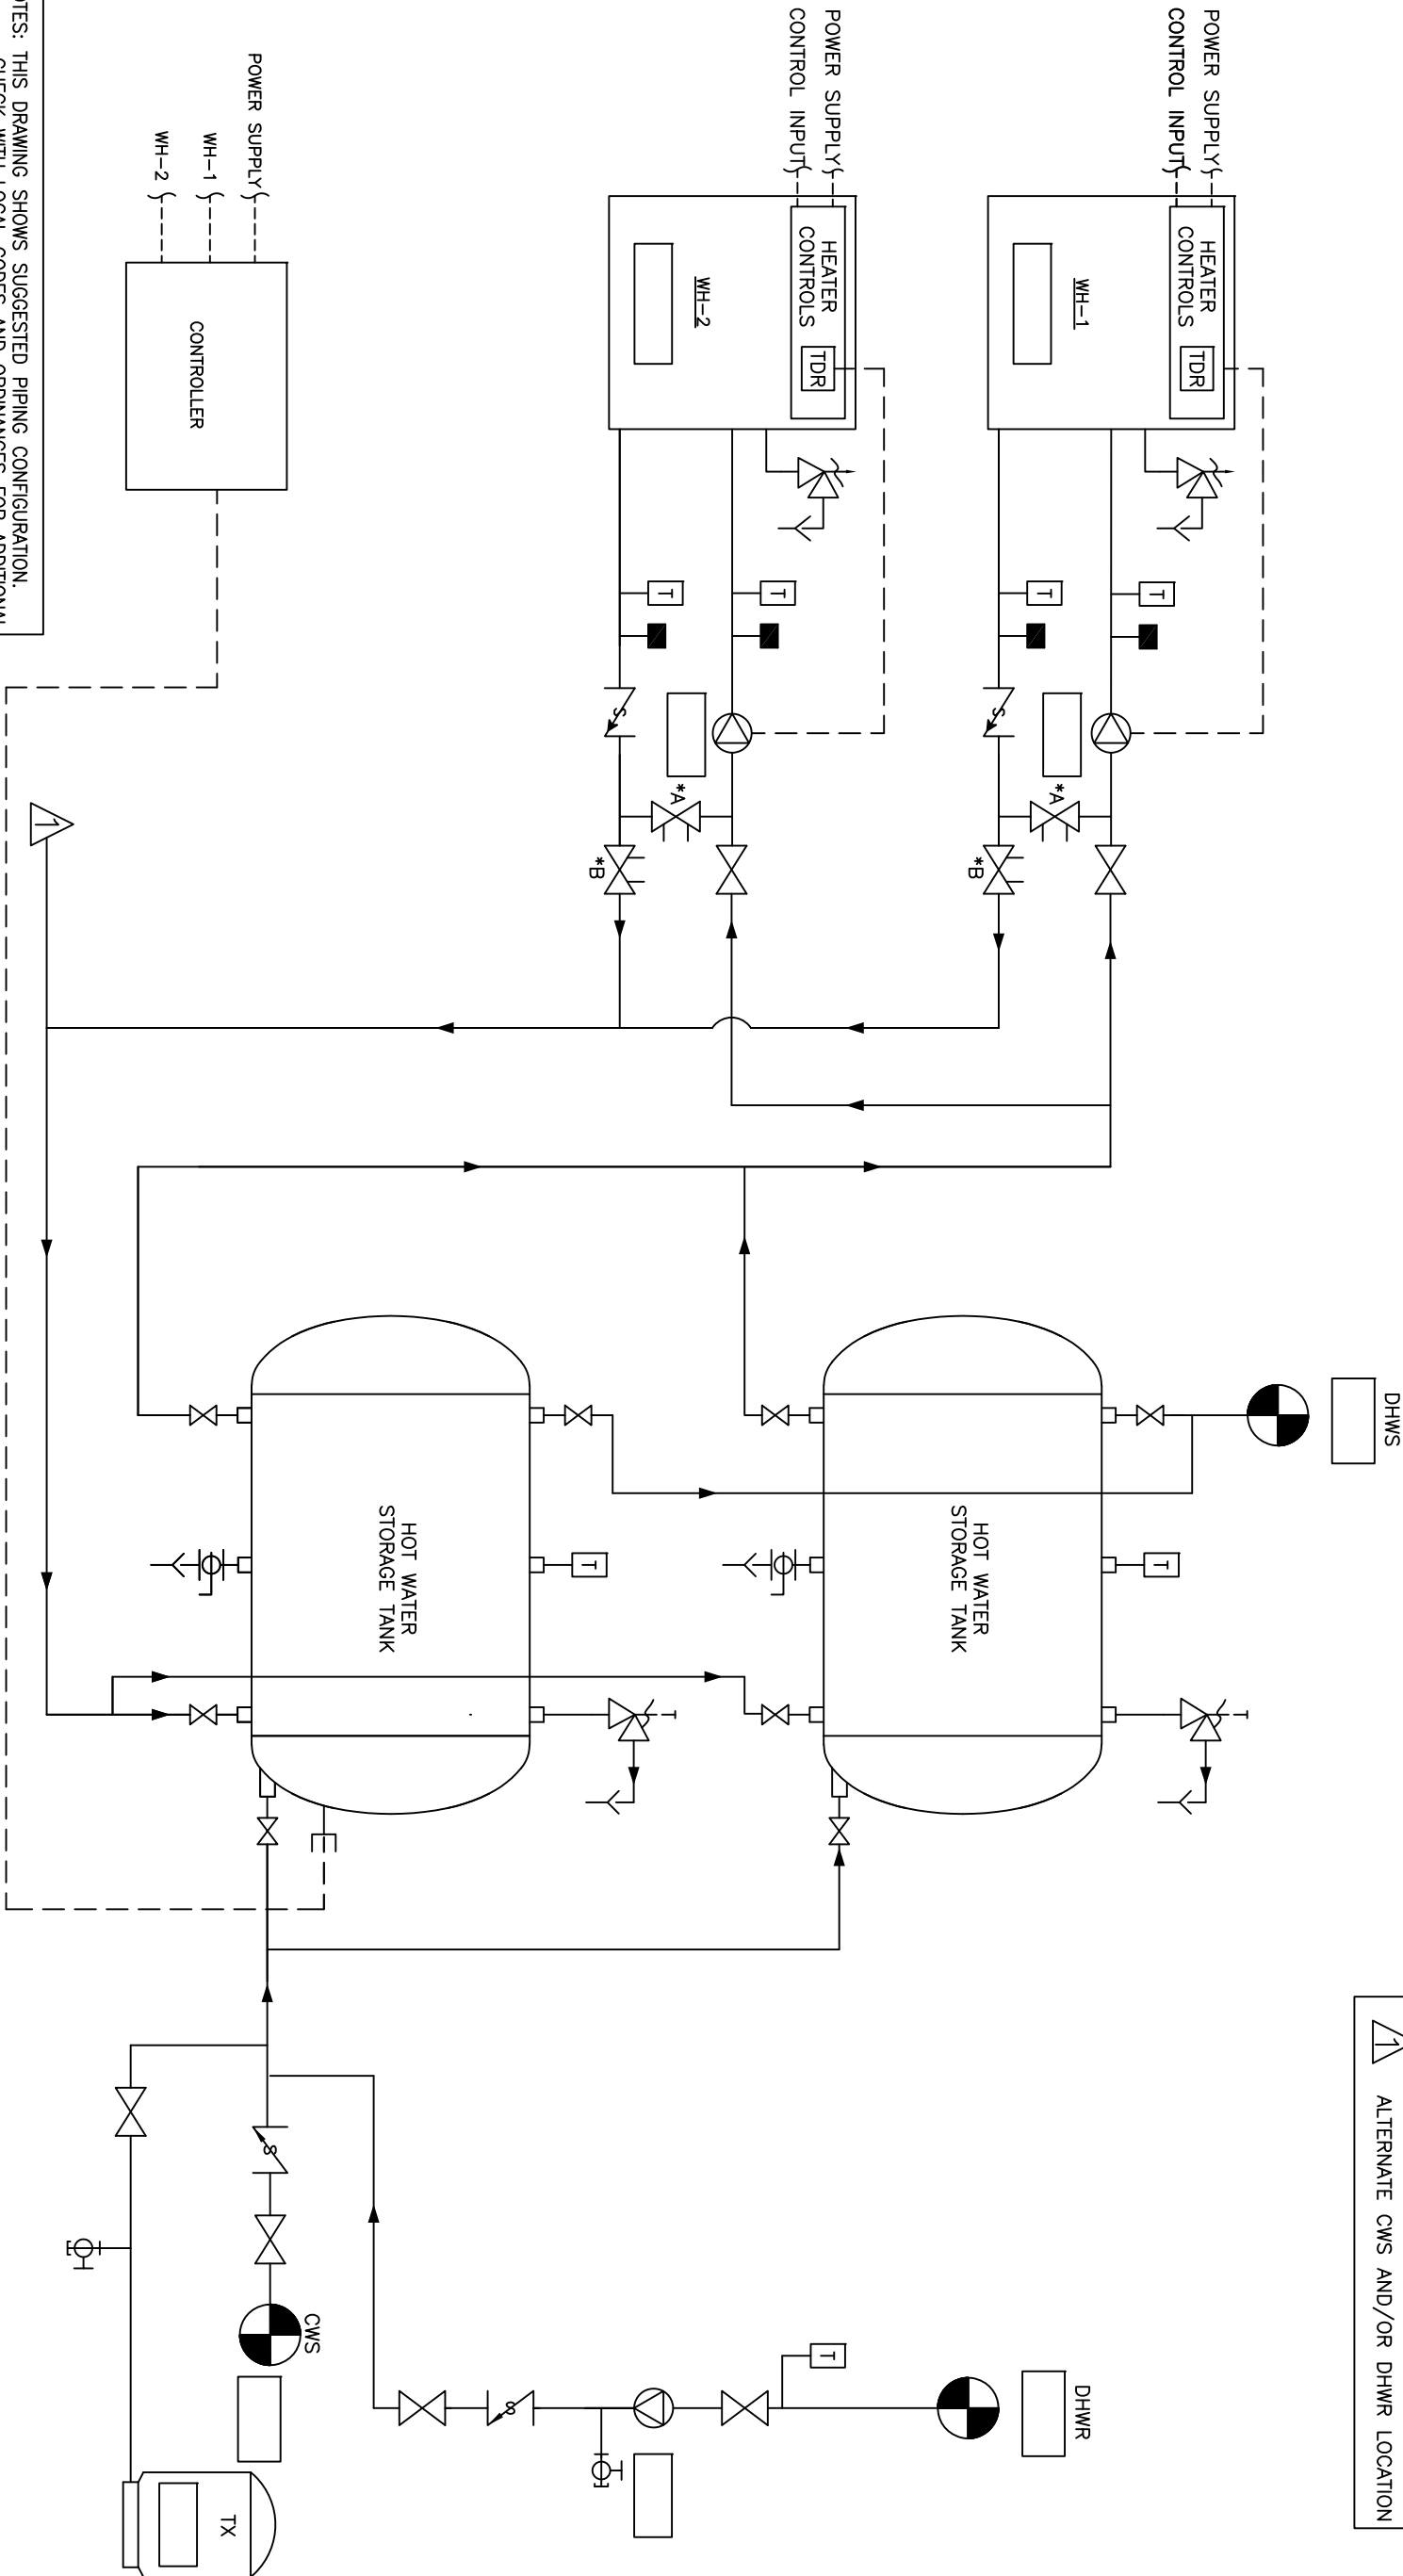 POWER SUPPLY
CONTROL INPUT
HEATER
CONTROLS
TDR
WH-1
T
T
S
*A
*B
POWER SUPPLY
CONTROL INPUT
HEATER
CONTROLS
TDR
WH-2
T
T
S
*A
*B
POWER SUPPLY
WH-1
WH-2
CONTROLLER
THIS DRAWING SHOWS SUGGESTED PIPING CONFIGURATION.
1
DHWS
HOT WATER
STORAGE TANK
T
HOT WATER
STORAGE TANK
T
1 ALTERNATE CWS AND/OR DHWR LOCATION
DHWR
T
S
S
CWS
TX